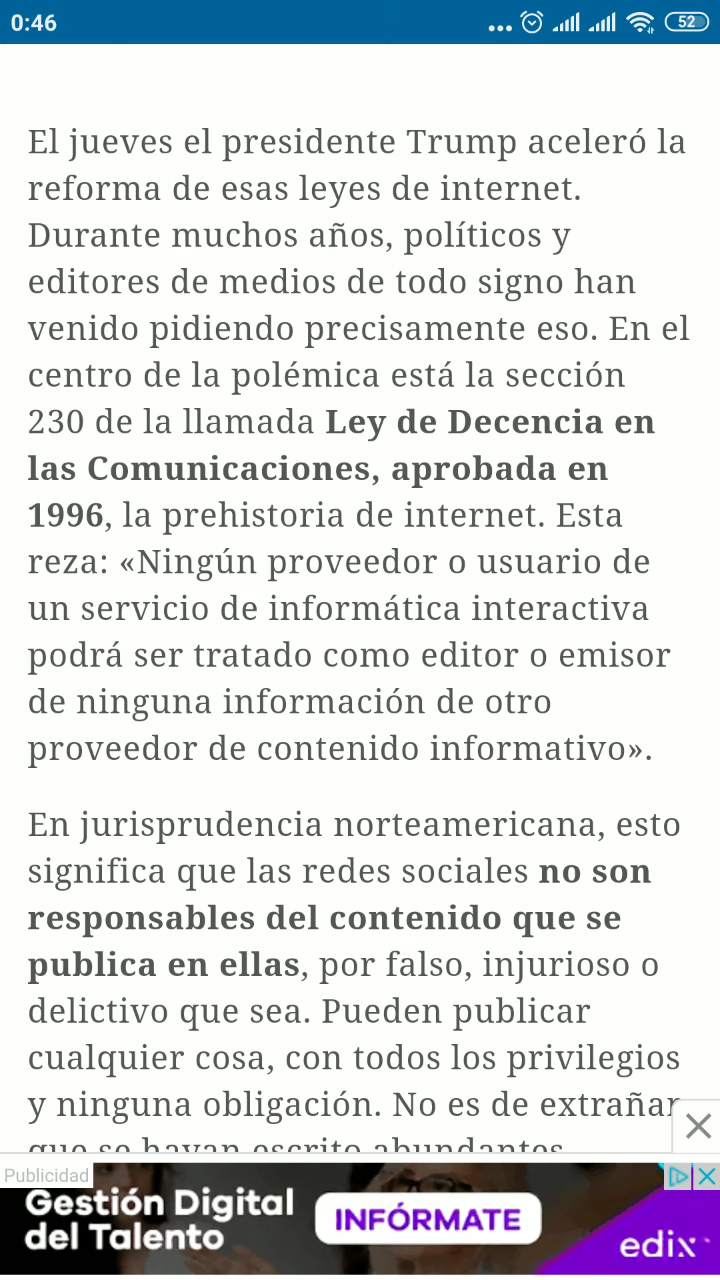 0:46
52
El jueves el presidente Trump aceleró la
reforma de esas leyes de internet.
Durante muchos años, políticos y
editores de medios de todo signo han
venido pidiendo precisamente eso. En el
centro de la polémica está la sección
230 de la llamada Ley de Decencia en
las Comunicaciones, aprobada en
1996, la prehistoria de internet. Esta
reza: «Ningún proveedor o usuario de
un servicio de informática interactiva
podrá ser tratado como editor o emisor
de ninguna información de otro
proveedor de contenido informativo».
En jurisprudencia norteamericana, esto
significa que las redes sociales no son
responsables del contenido que se
publica en ellas, por falso, injurioso o
delictivo que sea. Pueden publicar
cualquier cosa, con todos los privilegios
y ninguna obligación. No es de extrañar
que se hayan escrito abundantes
Publicidad
Gestión Digital
del Talento
INFÓRMATE
edix